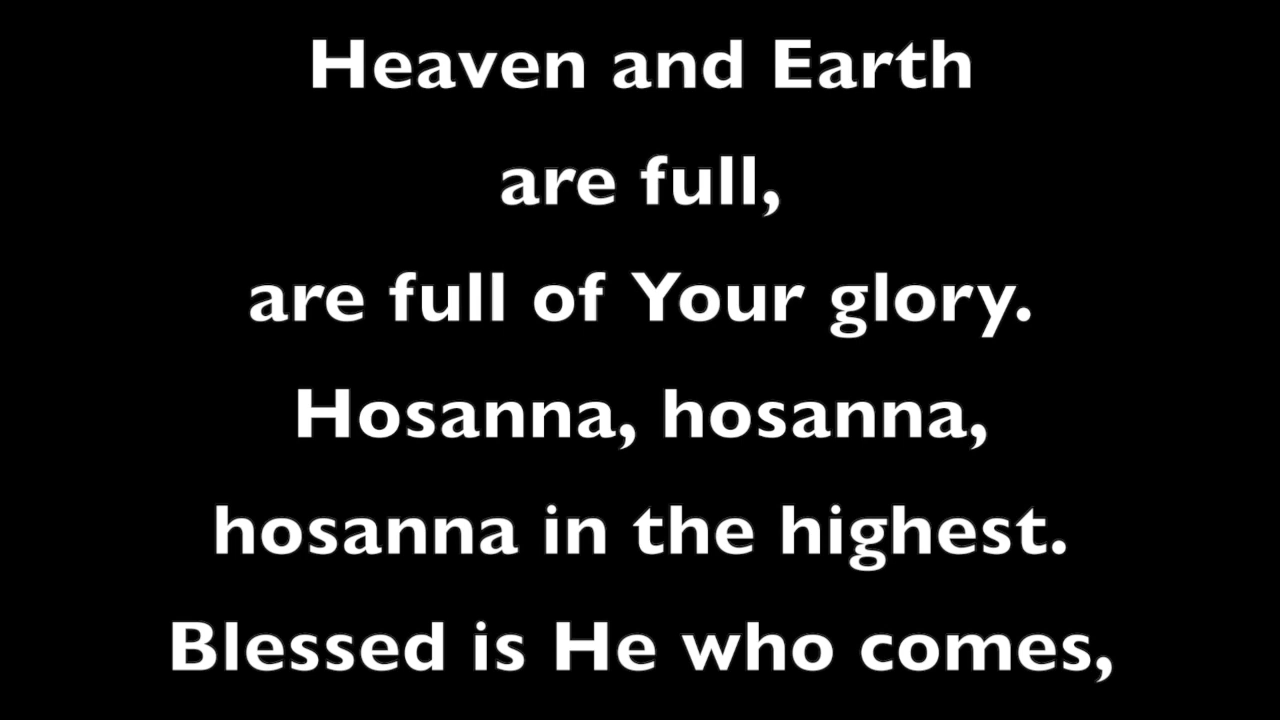 Heaven and Earth
are full,
are full of Your glory.
Hosanna, hosanna,
hosanna in the highest.
Blessed is He who comes,